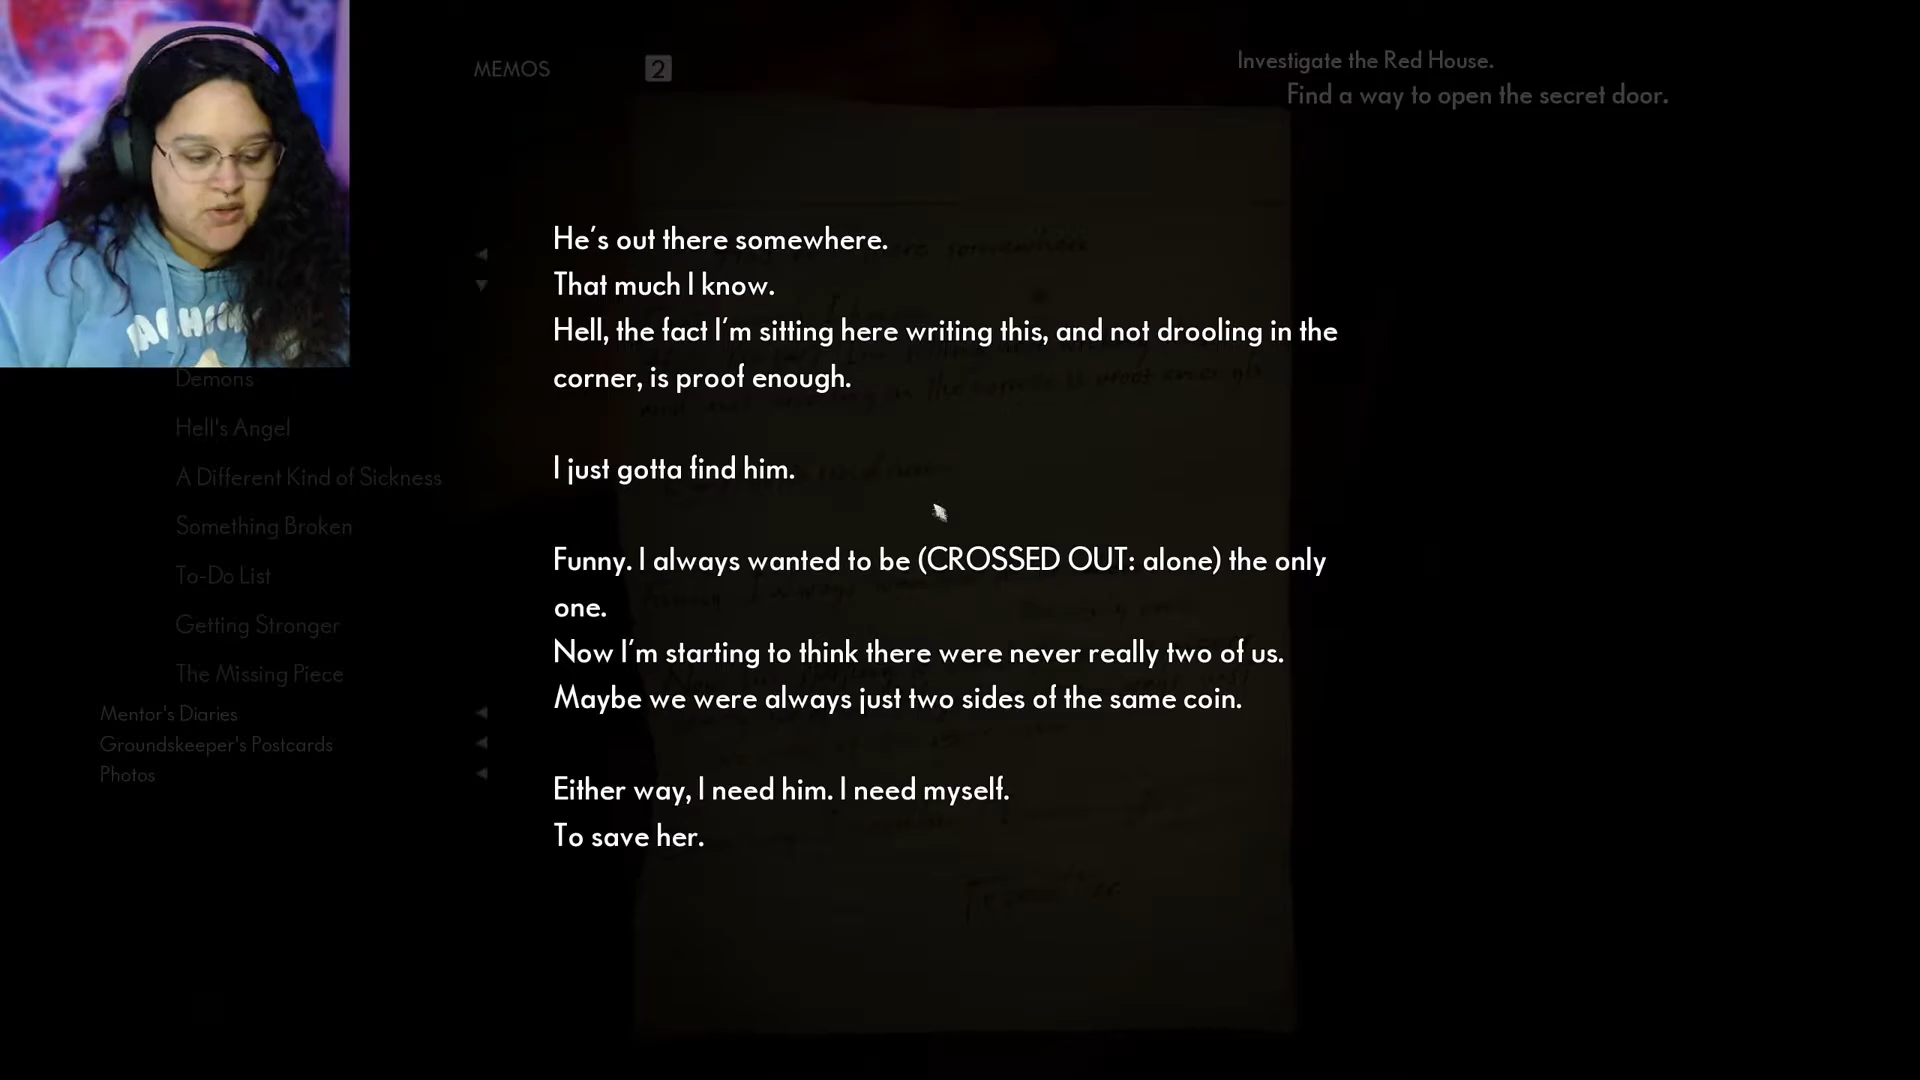 MEMOS 2
Investigate the Red House.
Find a way to open the secret door.
He's out there somewhere.
That much I know.
Hell, the fact I'm sitting here writing this, and not drooling in the
corner, is proof enough.
I just gotta find him.
Funny. I always wanted to be (CROSSED OUT: alone) the only
one.
Now I'm starting to think there were never really two of us.
Maybe we were always just two sides of the same coin.
Either way, I need him. I need myself.
To save her.
Demons
Hell's Angel
A Different Kind of Sickness
Something Broken
To-Do List
Getting Stronger
The Missing Piece
Mentor's Diaries
Groundskeeper's Postcards
Photos